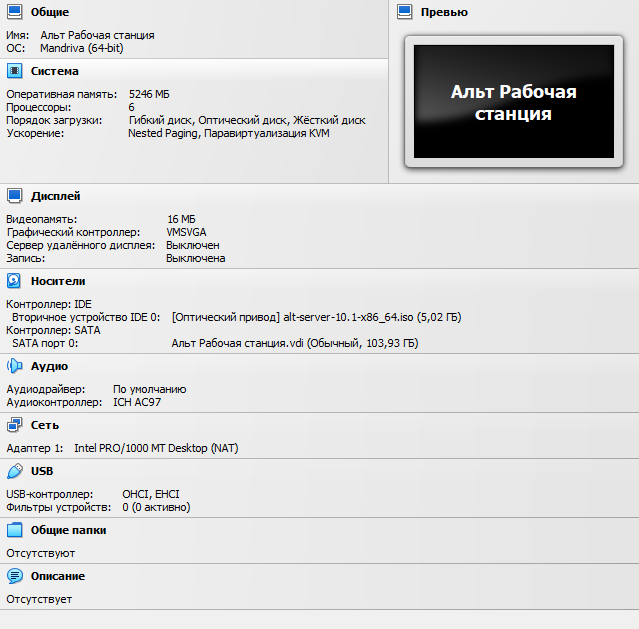 Общие
Имя: Альт Рабочая станция
ОС: Mandriva (64-bit)
Система
Оперативная память: 5246 МБ
Процессоры: 6
Порядок загрузки: Гибкий диск, Оптический диск, Жёсткий диск
Ускорение: Nested Paging, Паравиртуализация KVM
Превью
Альт Рабочая
станция
Дисплей
Видеопамять: 16 МБ
Графический контроллер: VMSVGA
Сервер удалённого дисплея: Выключен
Запись: Выключена
Носители
Контроллер: IDE
Вторичное устройство IDE 0: [Оптический привод] alt-server-10.1-x86_64.iso (5,02 ГБ)
Контроллер: SATA
SATA порт 0: Альт Рабочая станция.vdi (Обычный, 103,93 ГБ)
Аудио
Аудиодрайвер: По умолчанию
Аудиоконтроллер: ICH AC97
Сеть
Адаптер 1: Intel PRO/1000 MT Desktop (NAT)
USB
USB-контроллер: OHCI, EHCI
Фильтры устройств: 0 (0 активно)
Общие папки
Отсутствуют
Описание
Отсутствует